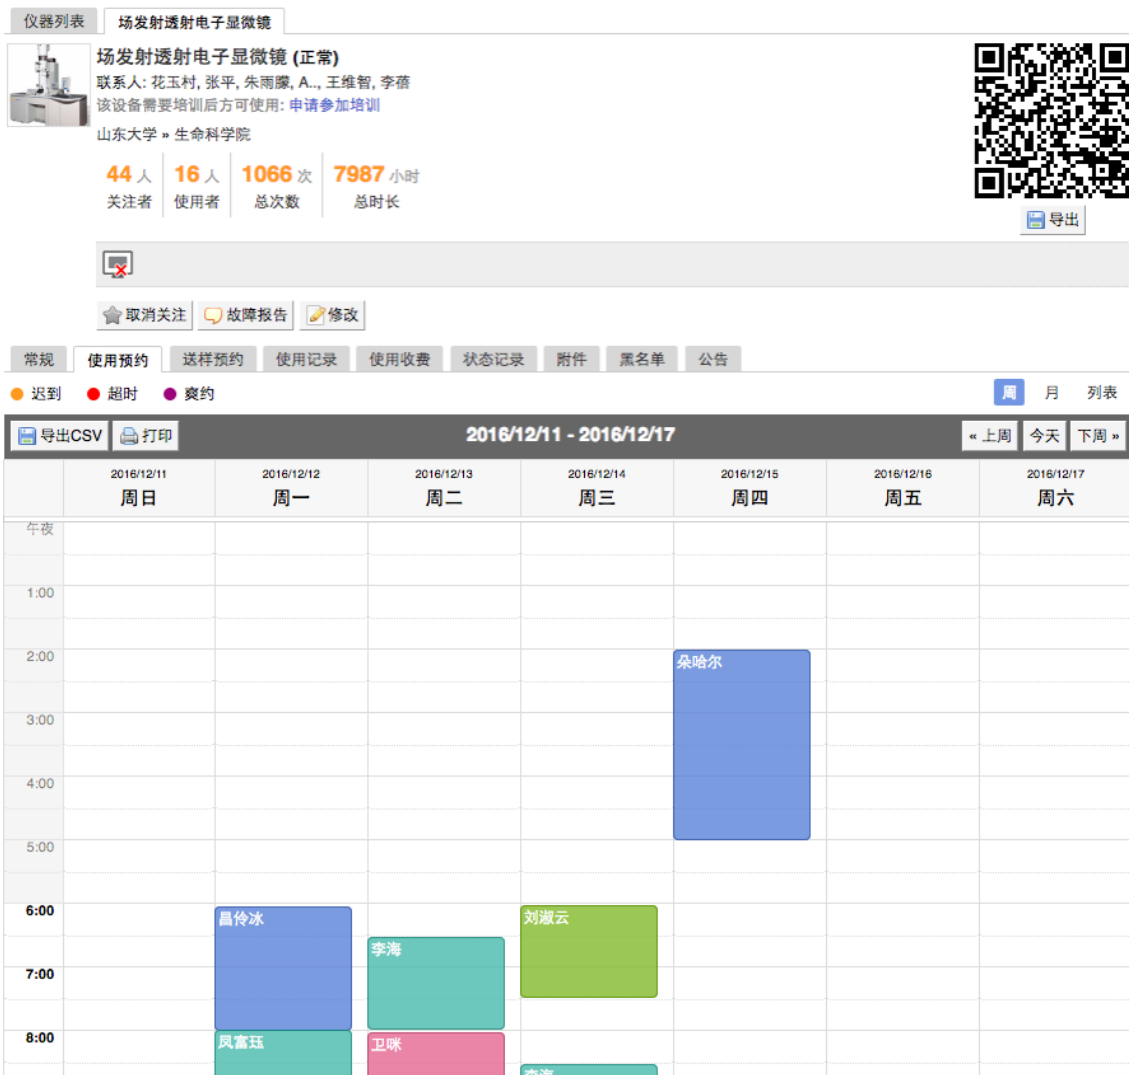 仪器列表 场发射透射电子显微镜
场发射透射电子显微镜 (正常)
联系人: 花玉村, 张平, 朱雨朦, A.., 王维智, 李蓓
该设备需要培训后方可使用: 申请参加培训
山东大学 » 生命科学院
44 人 16 人 1066 次 7987 小时
关注者 使用者 总次数 总时长
导出
取消关注 故障报告 修改
常规 使用预约 送样预约 使用记录 使用收费 状态记录 附件 黑名单 公告
迟到 超时 爽约 周 月 列表
导出CSV 打印 2016/12/11 - 2016/12/17 « 上周 今天 下周 »
2016/12/11 2016/12/12 2016/12/13 2016/12/14 2016/12/15 2016/12/16 2016/12/17
周日 周一 周二 周三 周四 周五 周六
午夜
1:00
2:00 朵哈尔
3:00
4:00
5:00
6:00 昌伶冰 刘淑云
李海
7:00
8:00 凤富珏 卫咪
李海